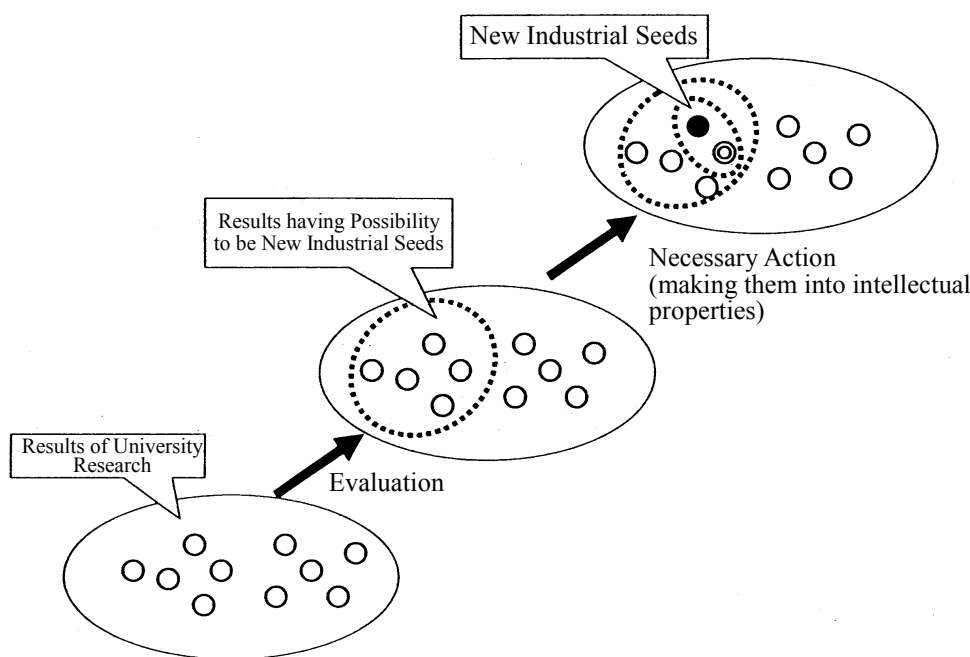 New Industrial Seeds
Results having Possibility
to be New Industrial Seeds
Necessary Action
(making them into intellectual
properties)
Results of University
Research
Evaluation